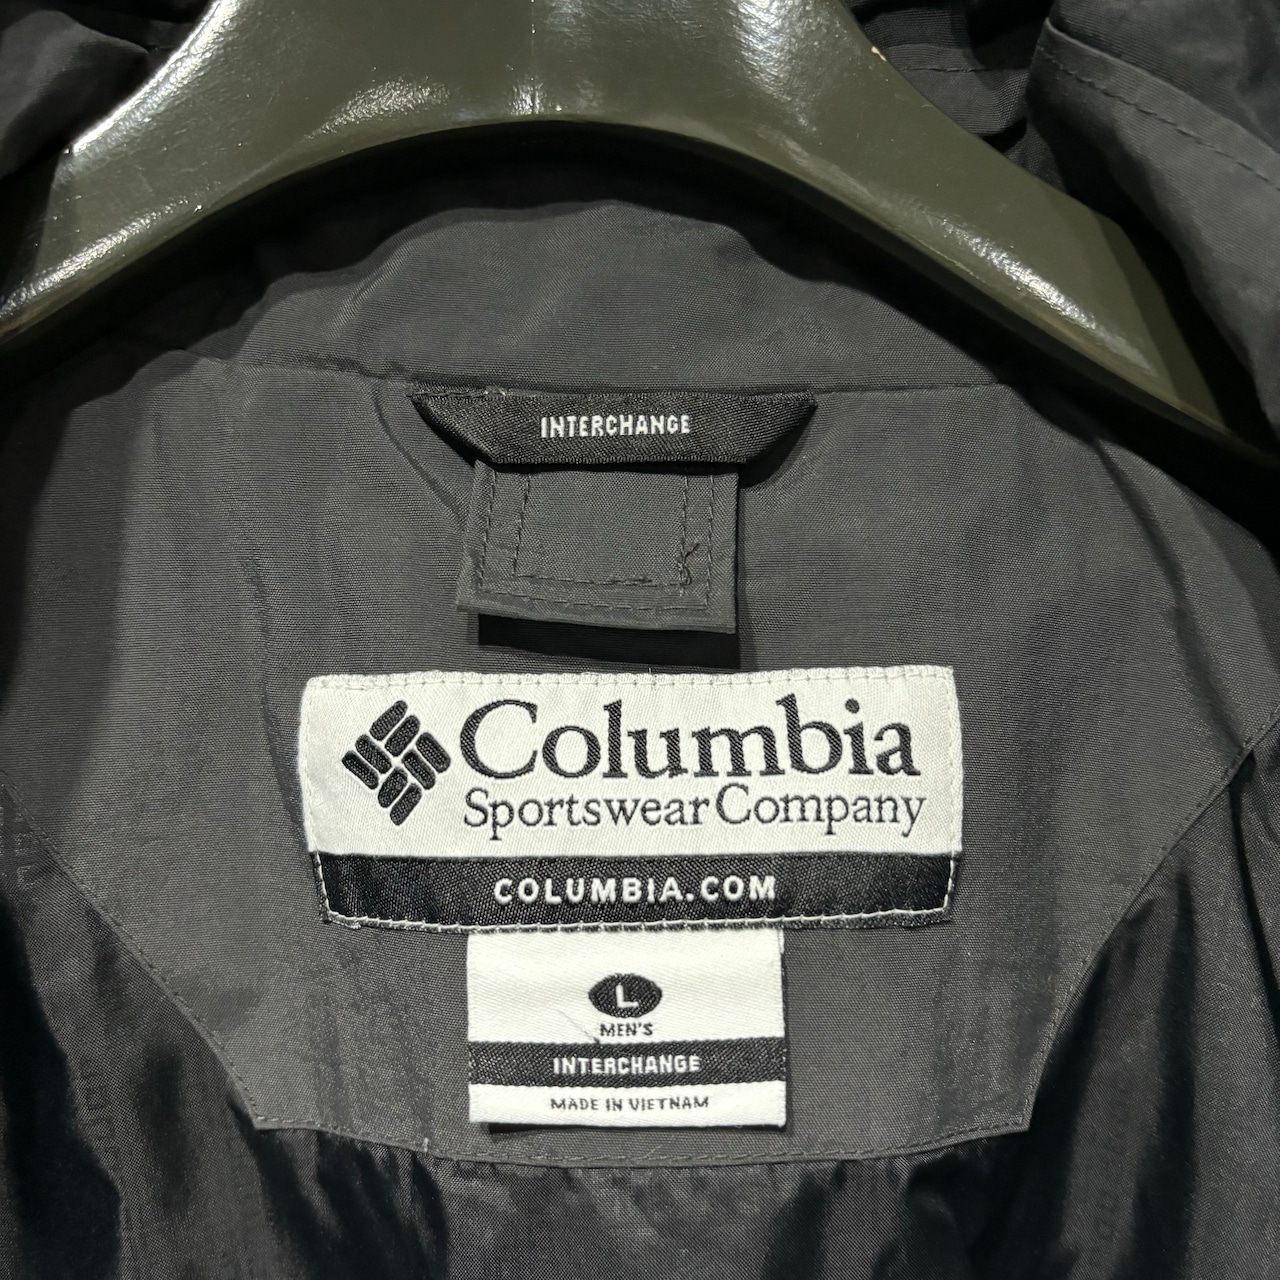 INTERCHANGE
Columbia
Sportswear Company
COLUMBIA.COM
L
MEN'S
INTERCHANGE
MADE IN VIETNAM